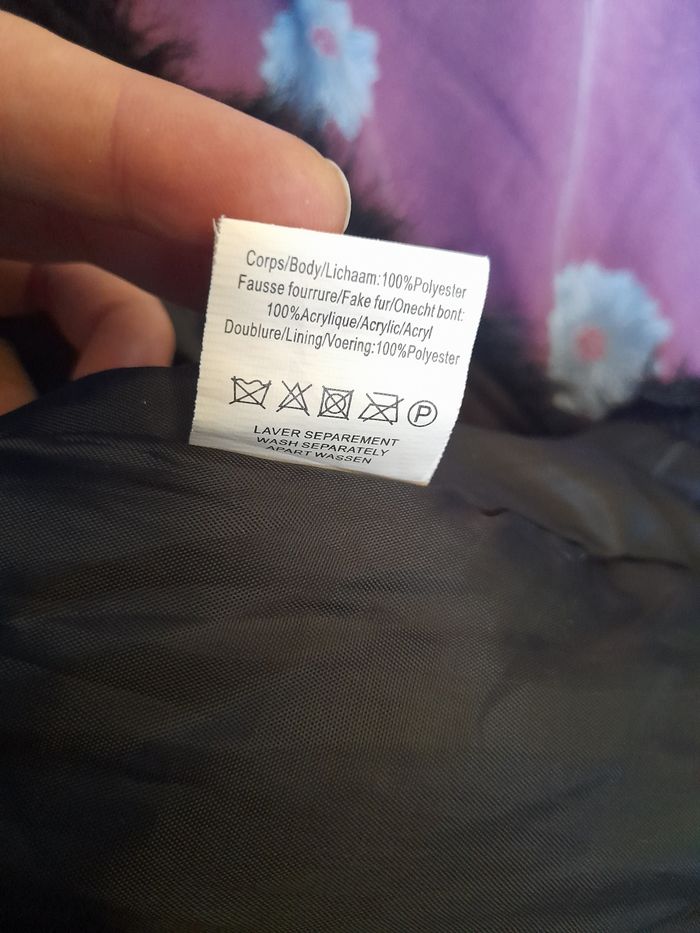 Corps/Body/Lichaam:100%Polyester
Fausse fourrure/Fake fur/Onecht bont:
100%Acrylique/Acrylic/Acryl
Doublure/Lining/Voering:100%Polyester
P
LAVER SEPAREMENT
WASH SEPARATELY
APART WASSEN